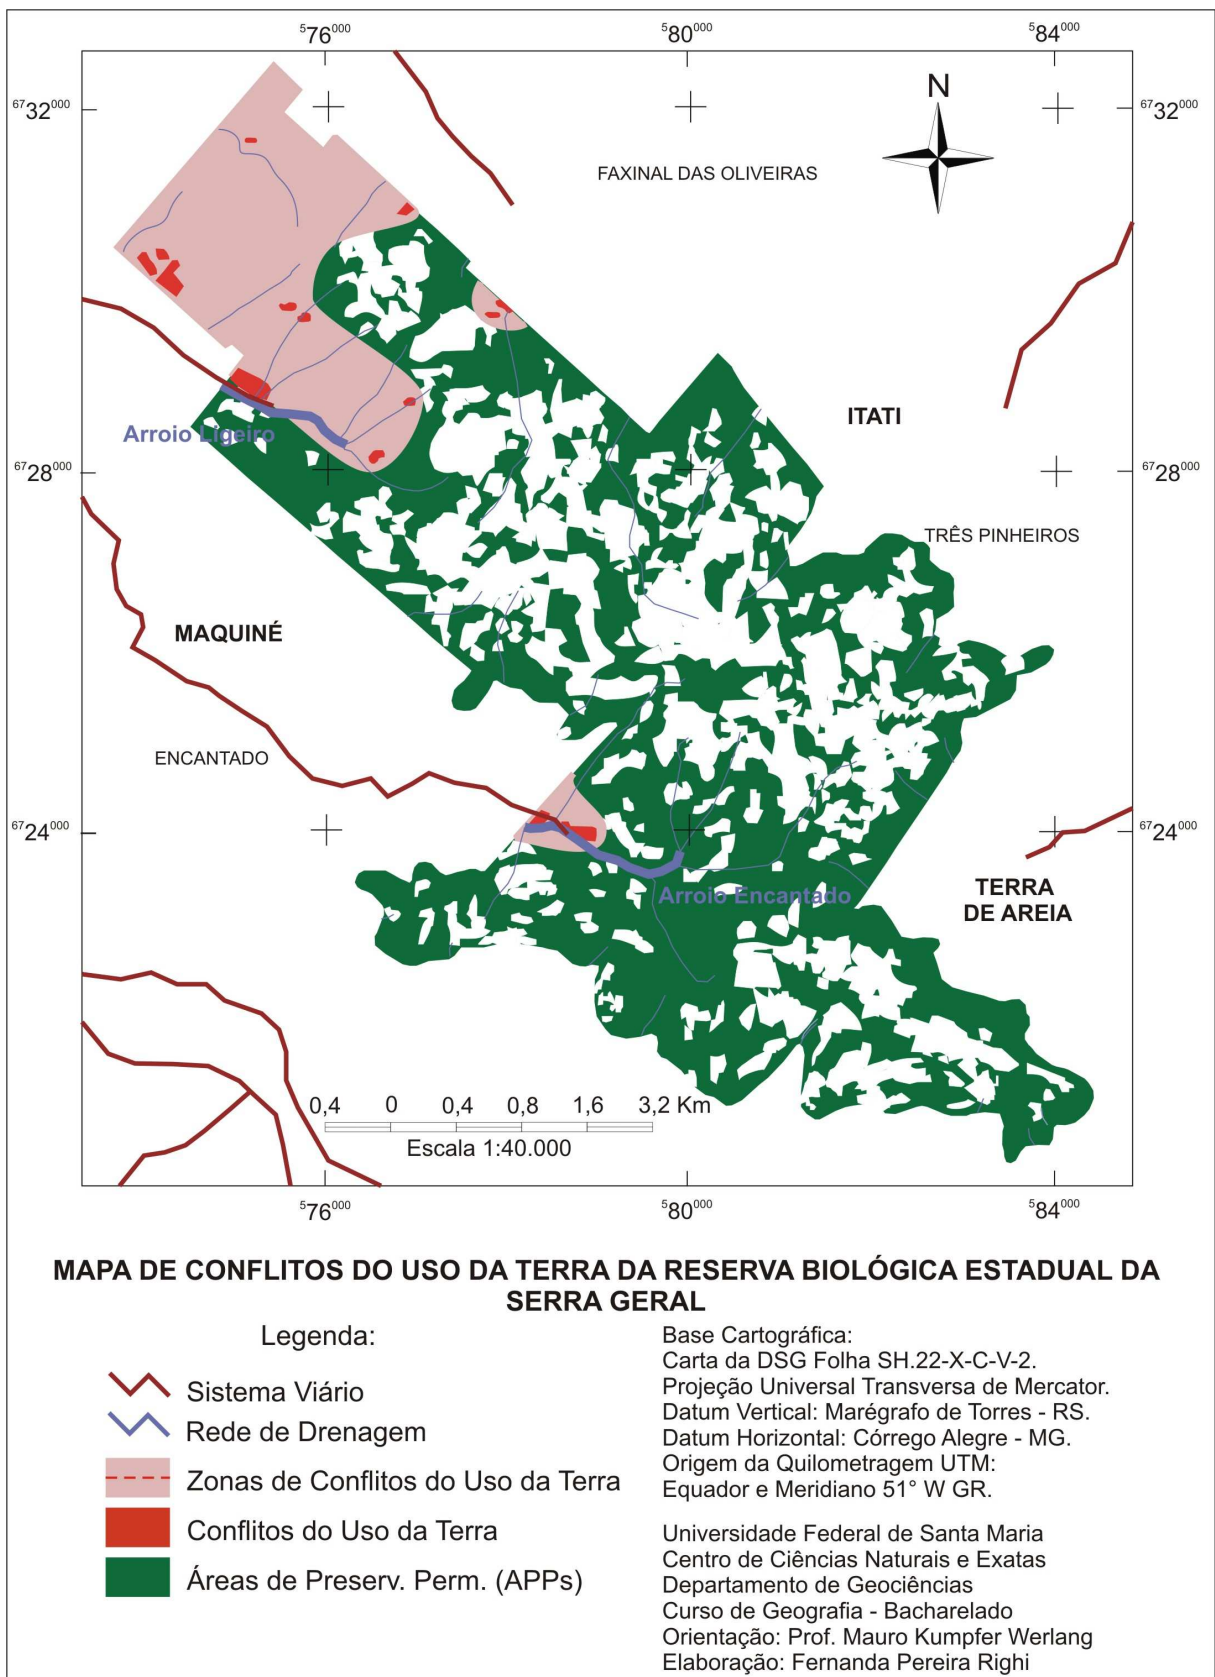 576000 580000 584000
6732000 6732000
N
FAXINAL DAS OLIVEIRAS
ITATI
Arroio Ligeiro
6728000 6728000
TRÊS PINHEIROS
MAQUINÉ
ENCANTADO
6724000 6724000
Arroio Encantado
TERRA
DE AREIA
0,4 0 0,4 0,8 1,6 3,2 Km
Escala 1:40.000
576000 580000 584000
MAPA DE CONFLITOS DO USO DA TERRA DA RESERVA BIOLÓGICA ESTADUAL DA
SERRA GERAL
Legenda:
Sistema Viário
Rede de Drenagem
Zonas de Conflitos do Uso da Terra
Conflitos do Uso da Terra
Áreas de Preserv. Perm. (APPs)
Base Cartográfica:
Carta da DSG Folha SH.22-X-C-V-2.
Projeção Universal Transversa de Mercator.
Datum Vertical: Marégrafo de Torres - RS.
Datum Horizontal: Córrego Alegre - MG.
Origem da Quilometragem UTM:
Equador e Meridiano 51° W GR.
Universidade Federal de Santa Maria
Centro de Ciências Naturais e Exatas
Departamento de Geociências
Curso de Geografia - Bacharelado
Orientação: Prof. Mauro Kumpfer Werlang
Elaboração: Fernanda Pereira Righi